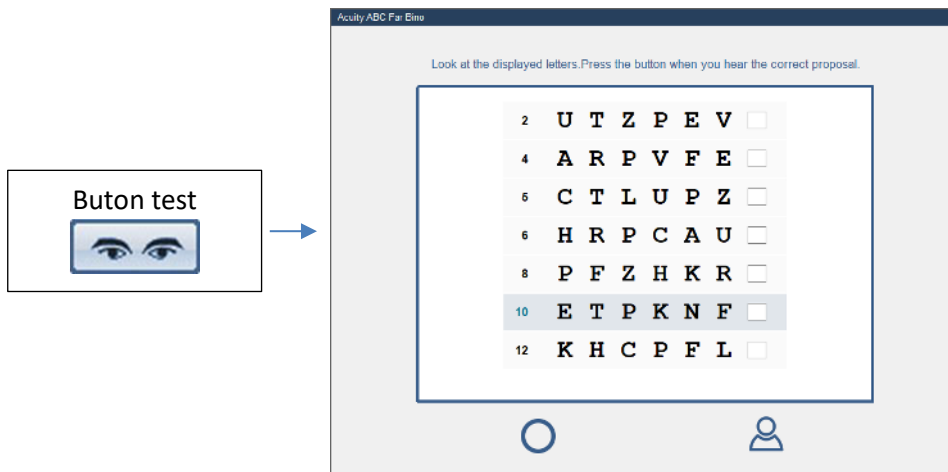 Acuity ABC Far Bino
Look at the displayed letters.Press the button when you hear the correct proposal.
2 U T Z P E V
4 A R P V F E
5 C T L U P Z
6 H R P C A U
8 P F Z H K R
10 E T P K N F
12 K H C P F L
Buton test